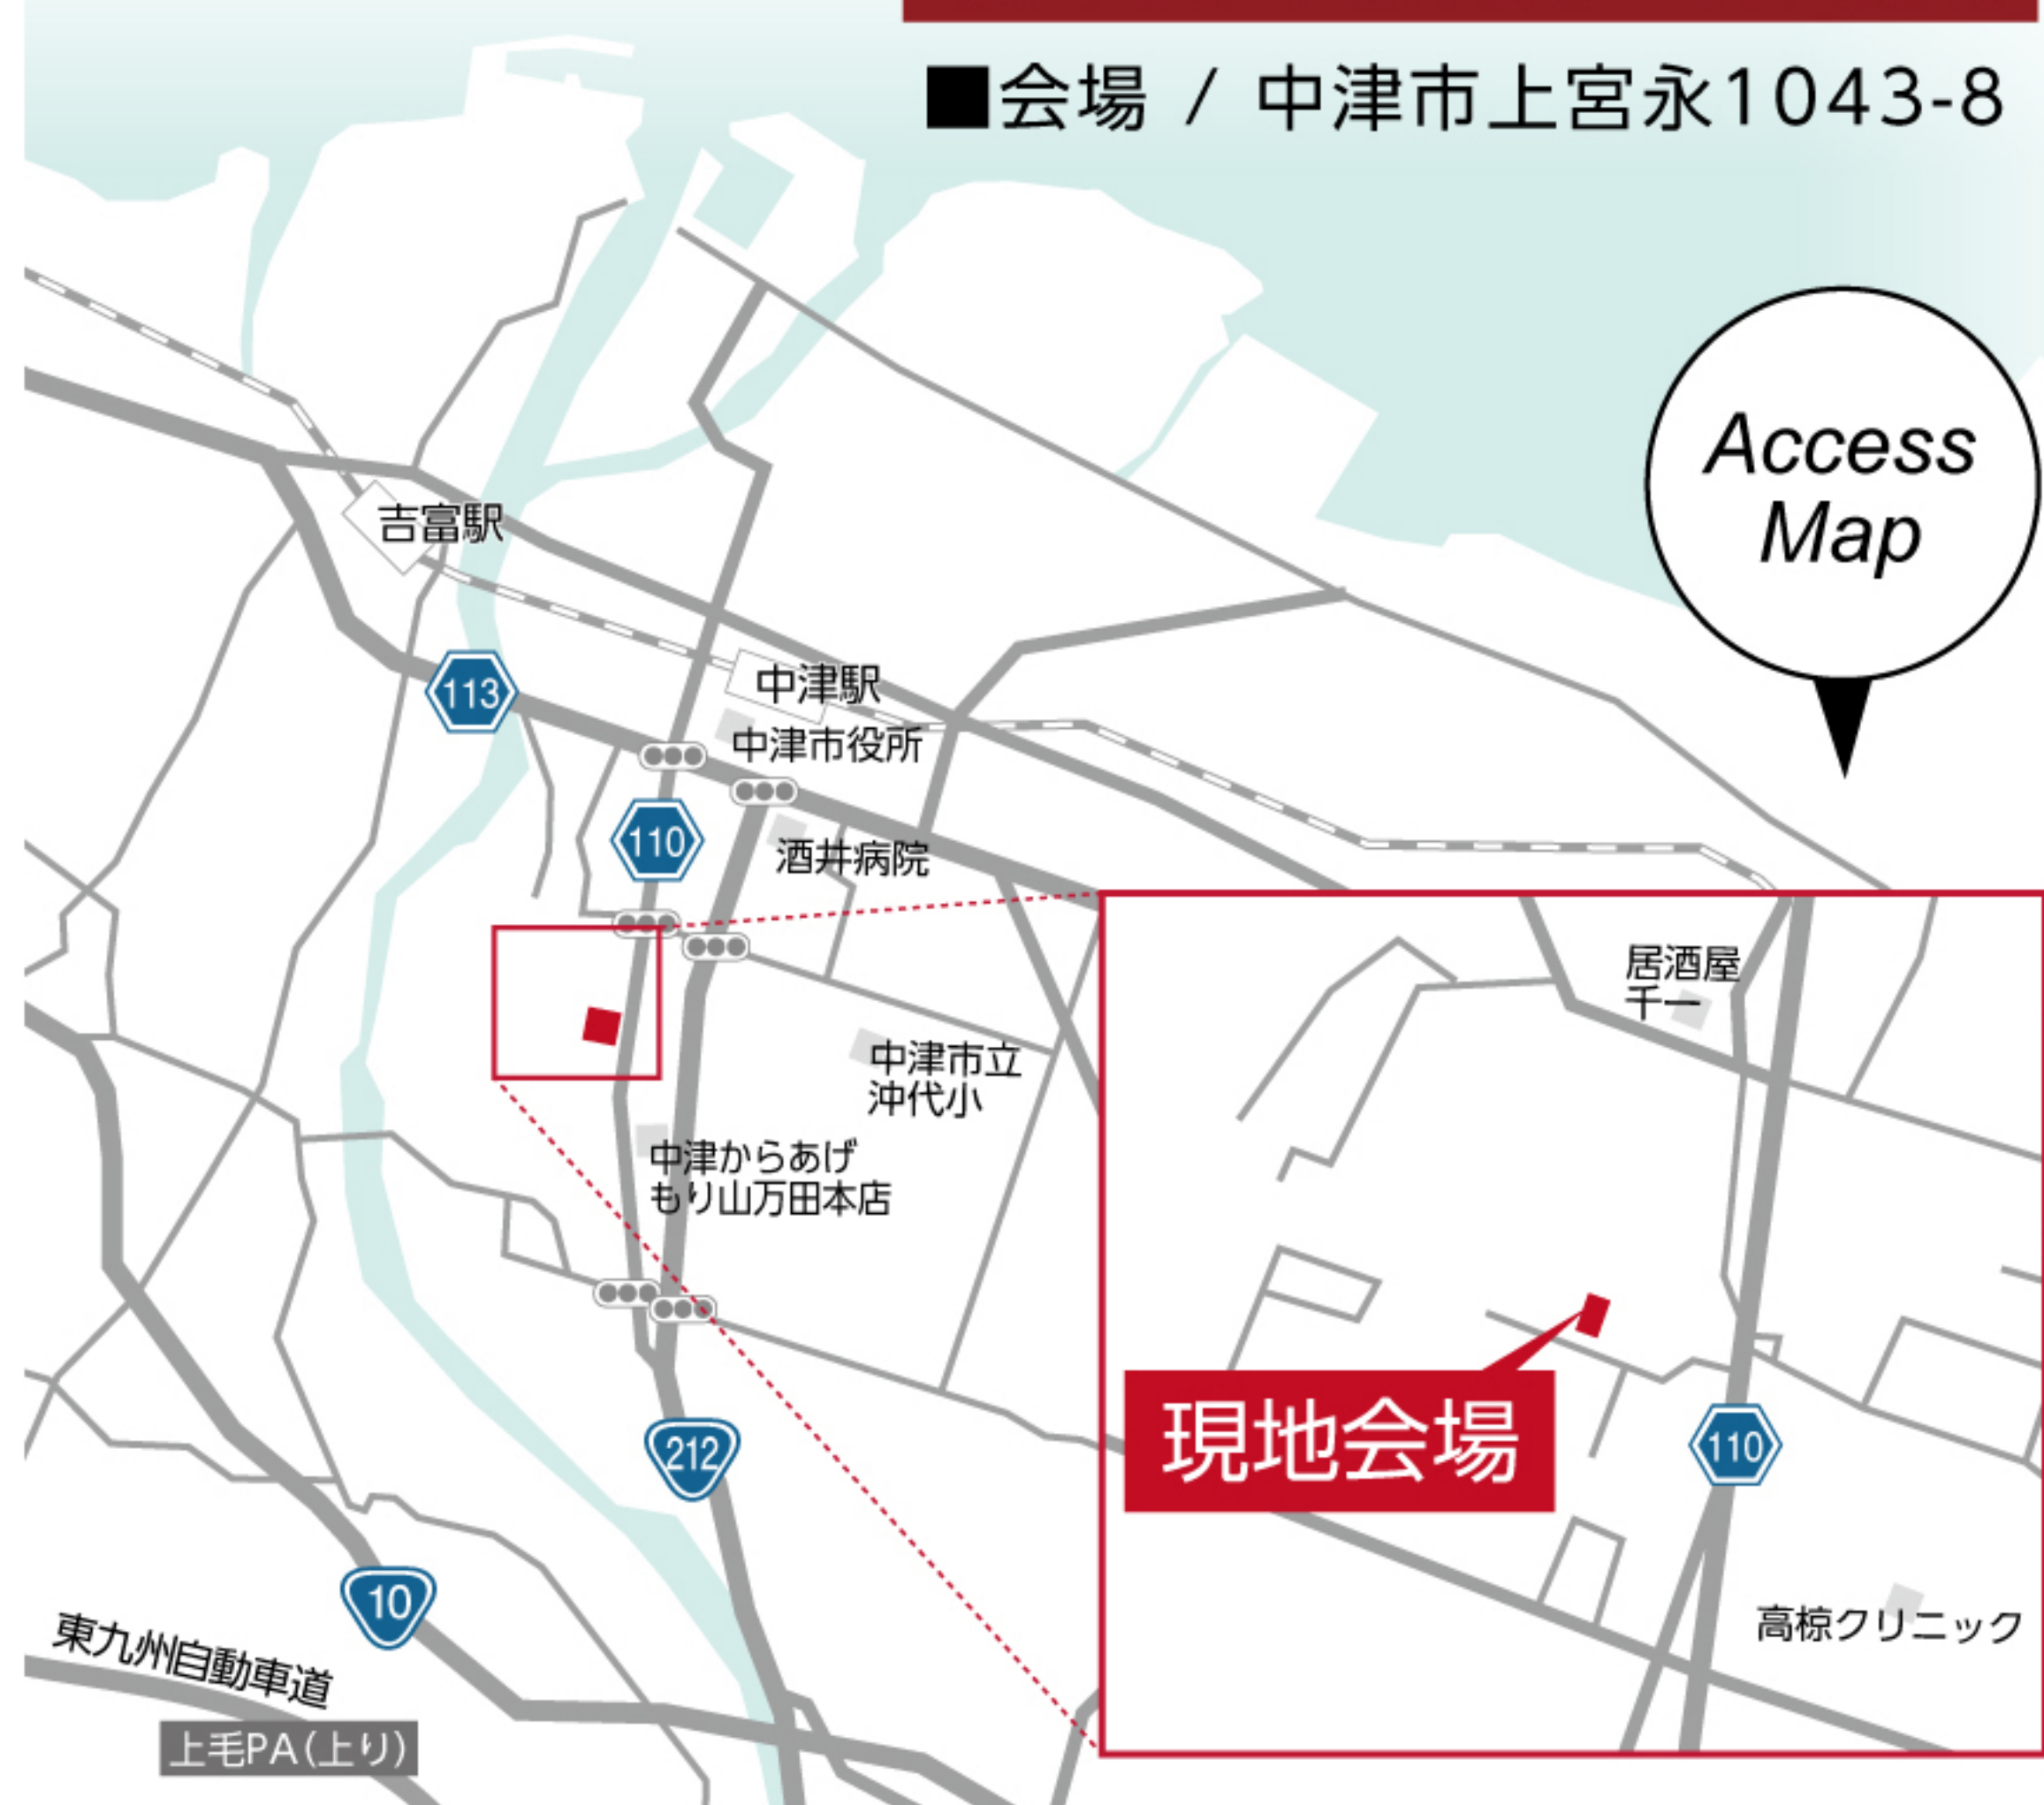 ■会場 / 中津市上宮永1043-8
Access
Map
吉富駅
113
中津駅
中津市役所
110
酒井病院
中津市立
沖代小
中津からあげ
もり山万田本店
212
10
東九州自動車道
上毛PA(上り)
居酒屋
千一
現地会場
110
高椋クリニック